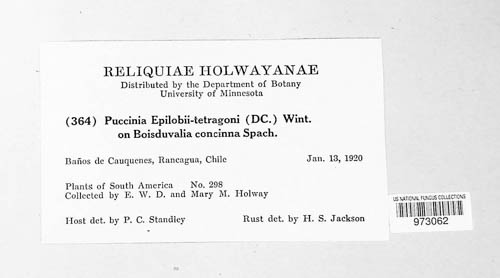 RELIQUIAE HOLWAYANAE
Distributed by the Department of Botany
University of Minnesota
(364) Puccinia Epilobii-tetragoni (DC.) Wint.
on Boisduvalia concinna Spach.
Baños de Cauquenes, Rancagua, Chile Jan. 13, 1920
Plants of South America No. 298
Collected by E. W. D. and Mary M. Holway
Host det. by P. C. Standley Rust det. by H. S. Jackson
US NATIONAL FUNGUS COLLECTIONS
973062